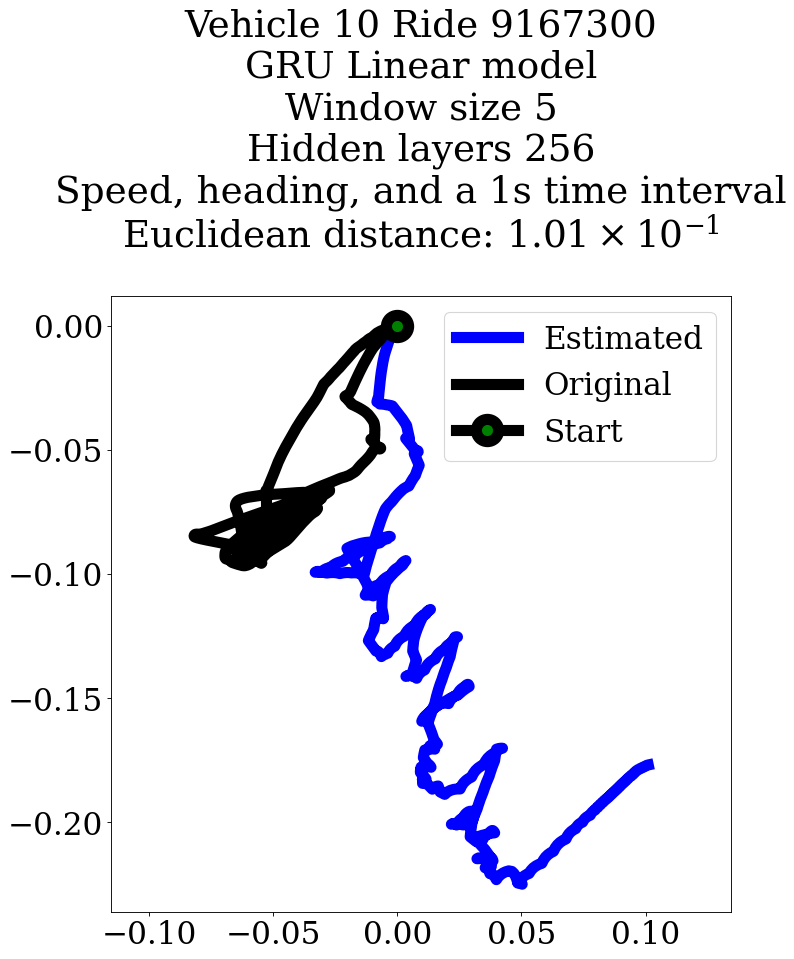 Vehicle 10 Ride 9167300
GRU Linear model
Window size 5
Hidden layers 256
Speed, heading, and a 1s time interval
Euclidean distance: 1.01 × 10⁻¹
Estimated
Original
Start
0.00
−0.05
−0.10
−0.15
−0.20
−0.10 −0.05 0.00 0.05 0.10